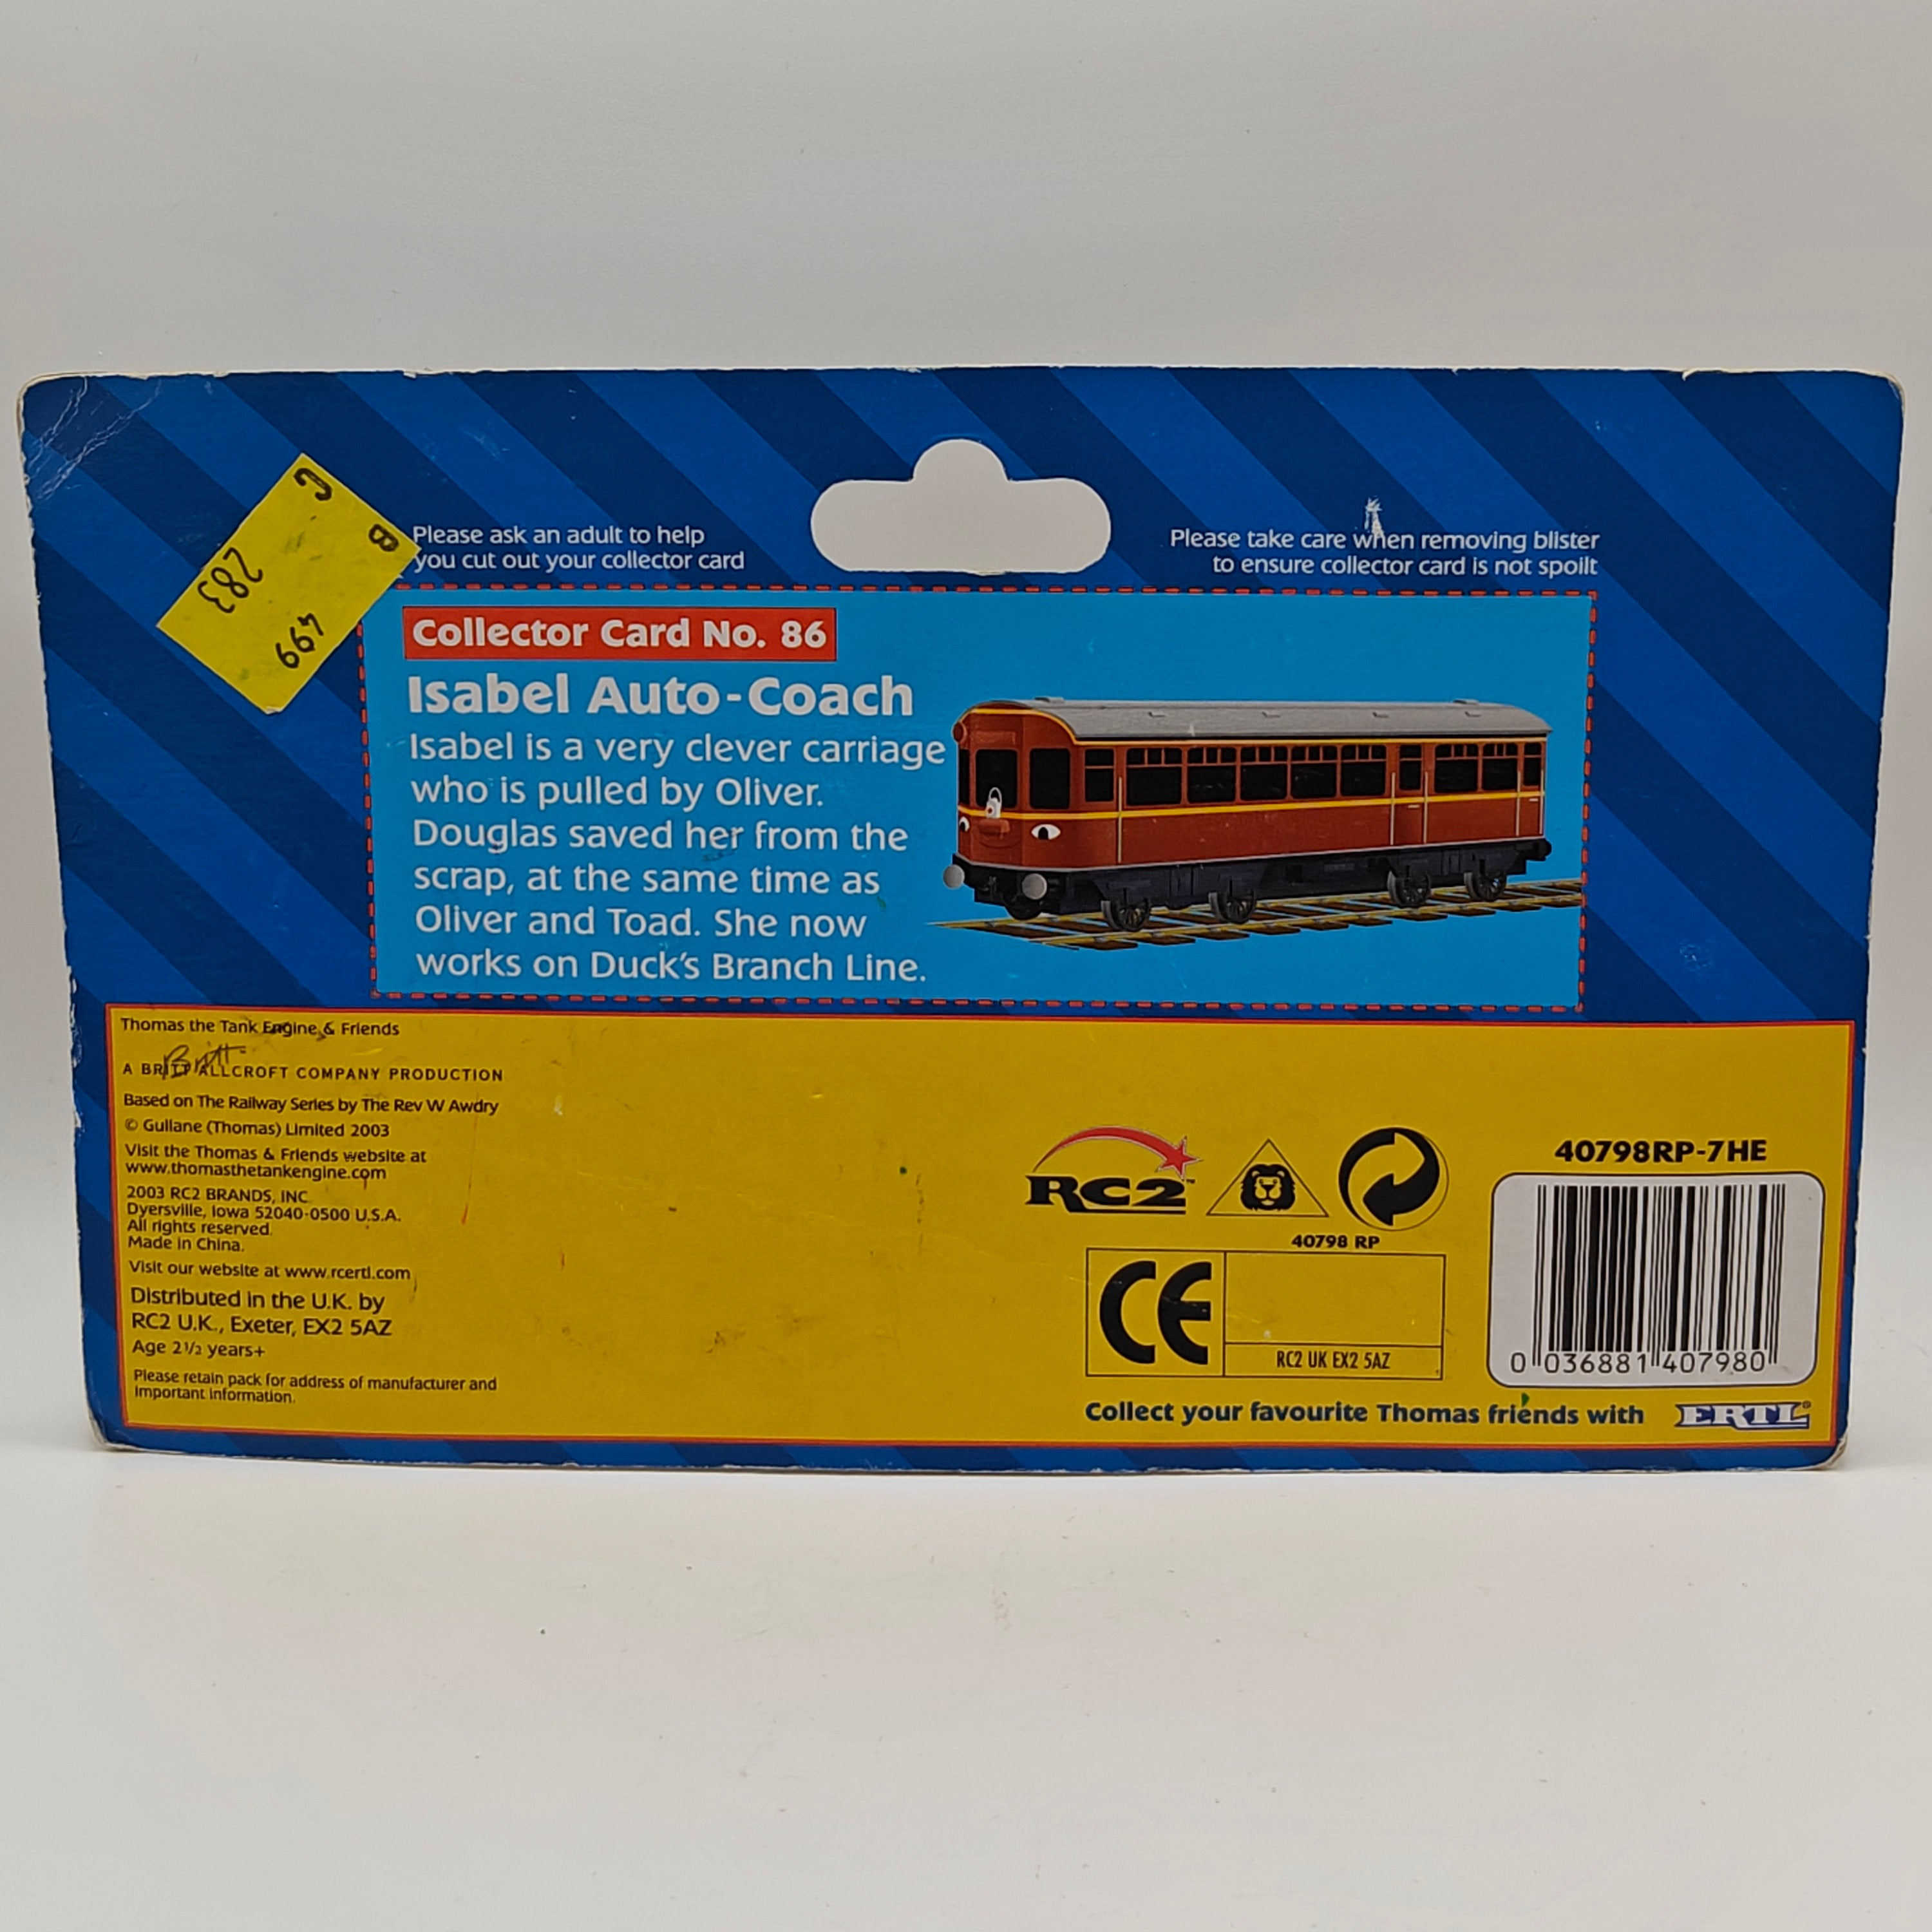 C B
283
499
Please ask an adult to help
you cut out your collector card
Please take care when removing blister
to ensure collector card is not spoilt
Collector Card No. 86
Isabel Auto-Coach
Isabel is a very clever carriage
who is pulled by Oliver.
Douglas saved her from the
scrap, at the same time as
Oliver and Toad. She now
works on Duck's Branch Line.
Thomas the Tank Engine & Friends
Britt
A BRITT ALLCROFT COMPANY PRODUCTION
Based on The Railway Series by The Rev W Awdry
© Gullane (Thomas) Limited 2003
Visit the Thomas & Friends website at
www.thomasthetankengine.com
2003 RC2 BRANDS, INC.
Dyersville, Iowa 52040-0500 U.S.A.
All rights reserved.
Made in China.
Visit our website at www.rcertl.com
Distributed in the U.K. by
RC2 U.K., Exeter, EX2 5AZ
Age 2½ years+
Please retain pack for address of manufacturer and
important information.
RC2™
40798 RP
CE
RC2 UK EX2 5AZ
40798RP-7HE
0 036881 407980
Collect your favourite Thomas friends with ERTL®